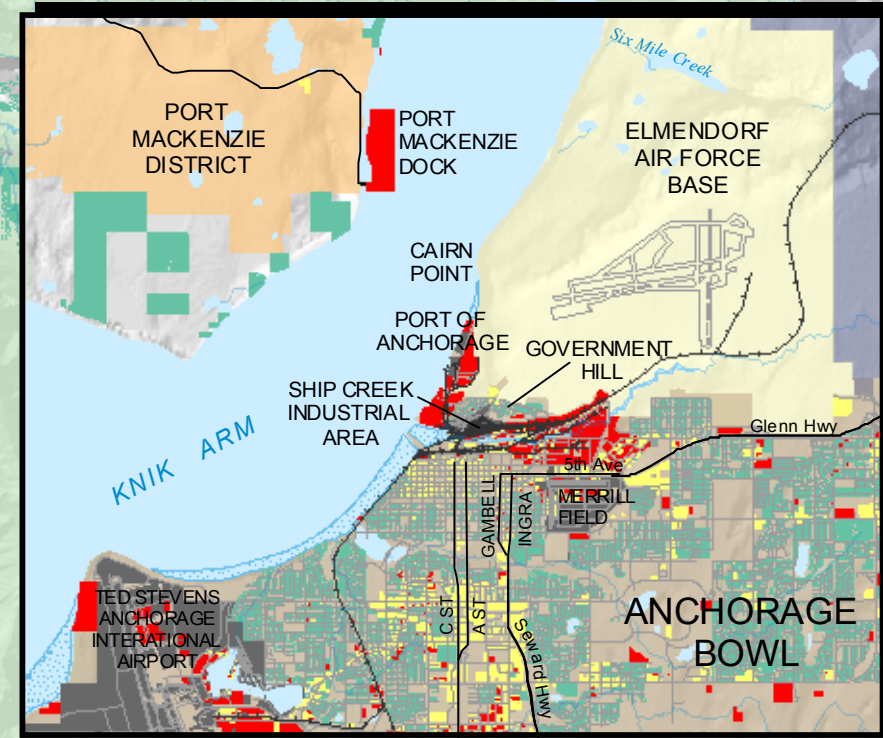 Six Mile Creek
PORT
MACKENZIE
DISTRICT
PORT
MACKENZIE
DOCK
ELMENDORF
AIR FORCE
BASE
CAIRN
POINT
PORT OF
ANCHORAGE
GOVERNMENT
HILL
SHIP CREEK
INDUSTRIAL
AREA
KNIK ARM
Glenn Hwy
5th Ave
GAMBELL
INGRA
MERRILL
FIELD
TED STEVENS
ANCHORAGE
INTERATIONAL
AIRPORT
C ST
A ST
Seward Hwy
ANCHORAGE
BOWL